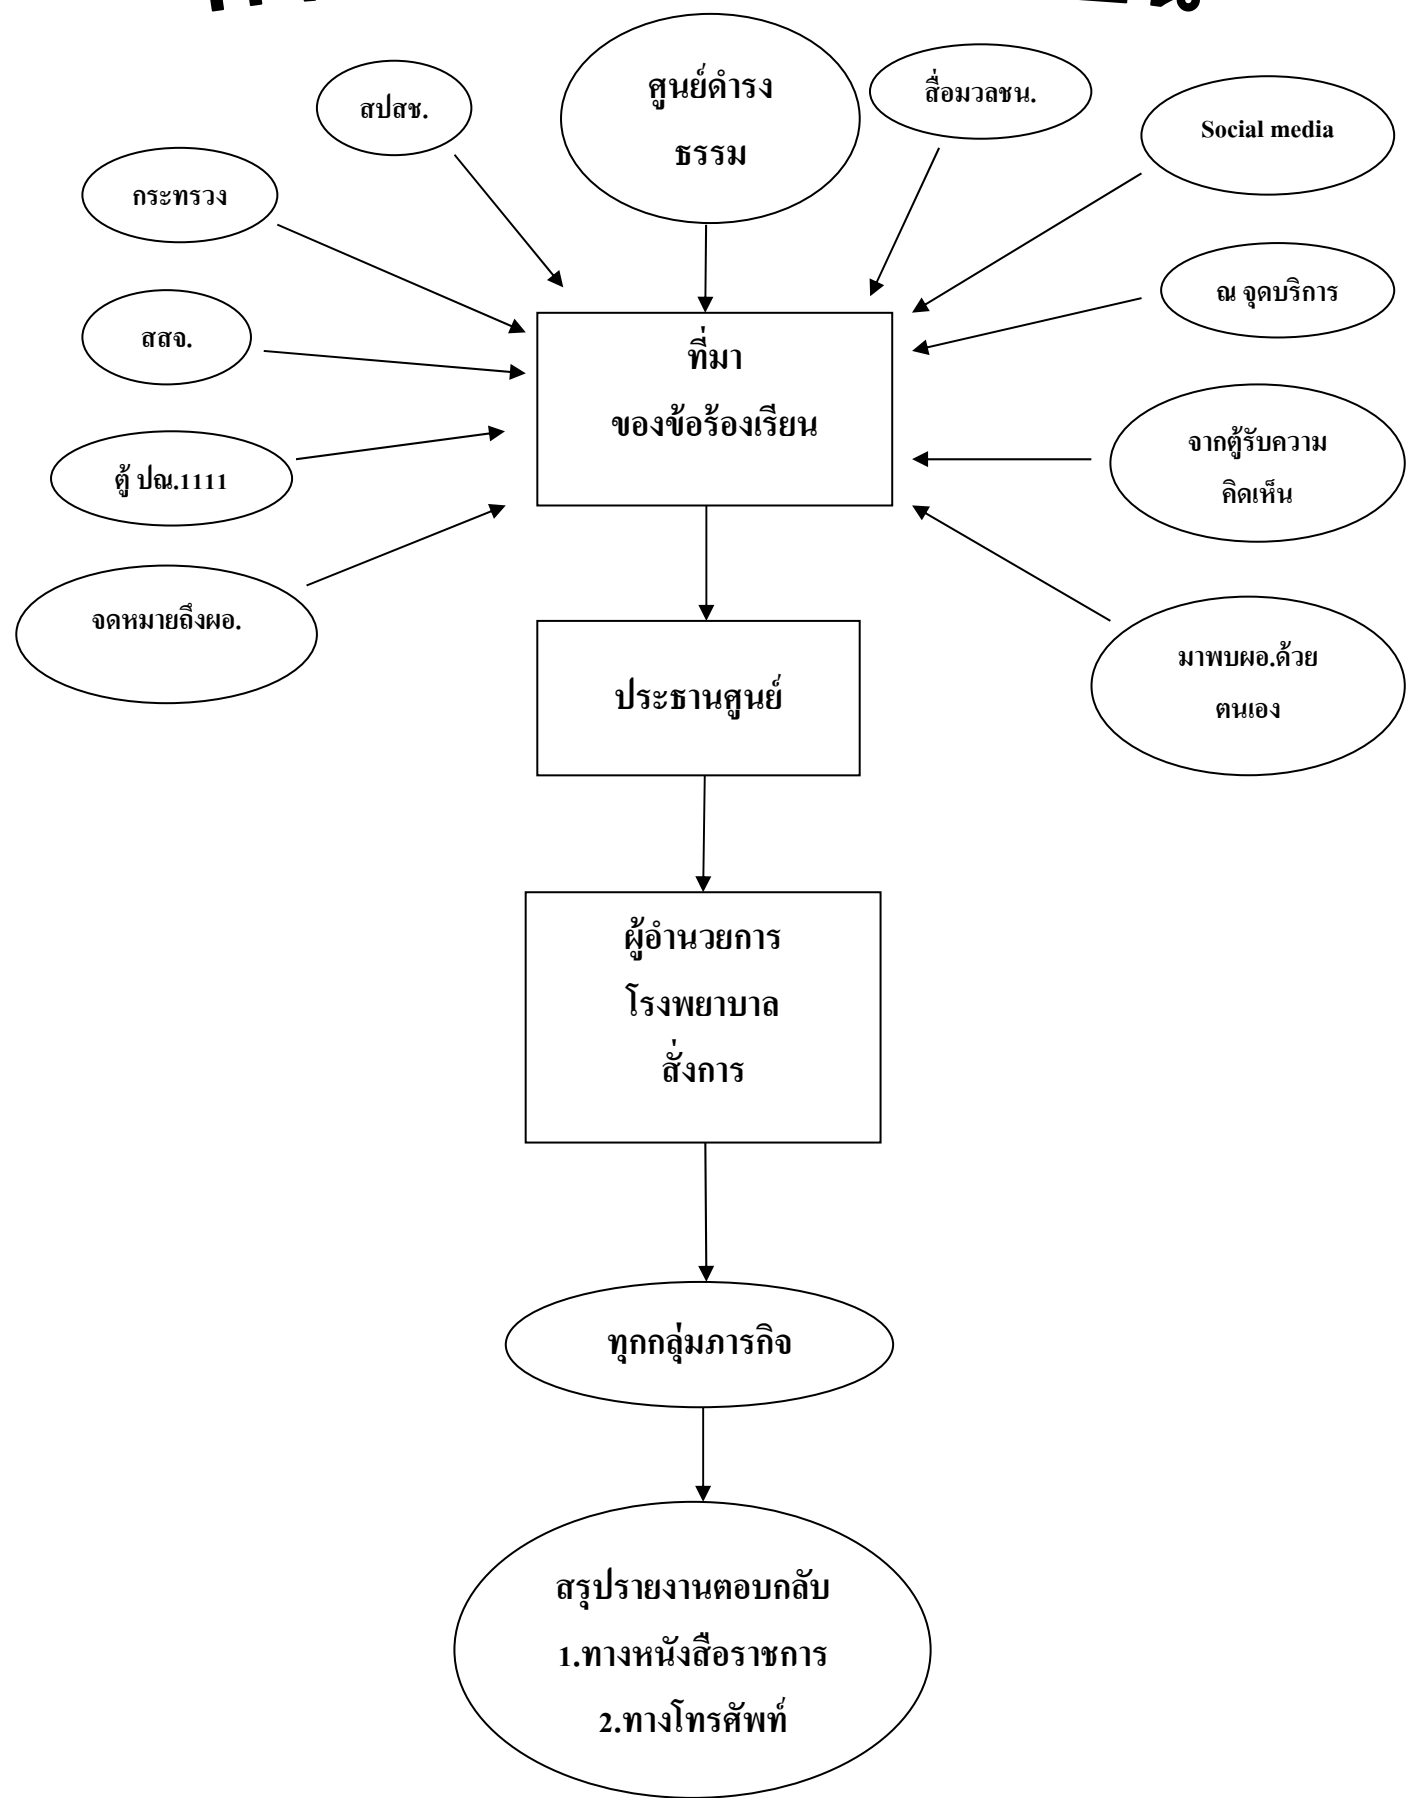 ศูนย์ดำรง
ธรรม
สื่อมวลชน.
สปสช.
Social media
กระทรวง
ณ จุดบริการ
สสจ.
ที่มา
ของข้อร้องเรียน
จากตู้รับความ
คิดเห็น
ตู้ ปณ.1111
จดหมายถึงผอ.
มาพบผอ.ด้วย
ตนเอง
ประธานศูนย์
ผู้อำนวยการ
โรงพยาบาล
สั่งการ
ทุกกลุ่มภารกิจ
สรุปรายงานตอบกลับ
1.ทางหนังสือราชการ
2.ทางโทรศัพท์